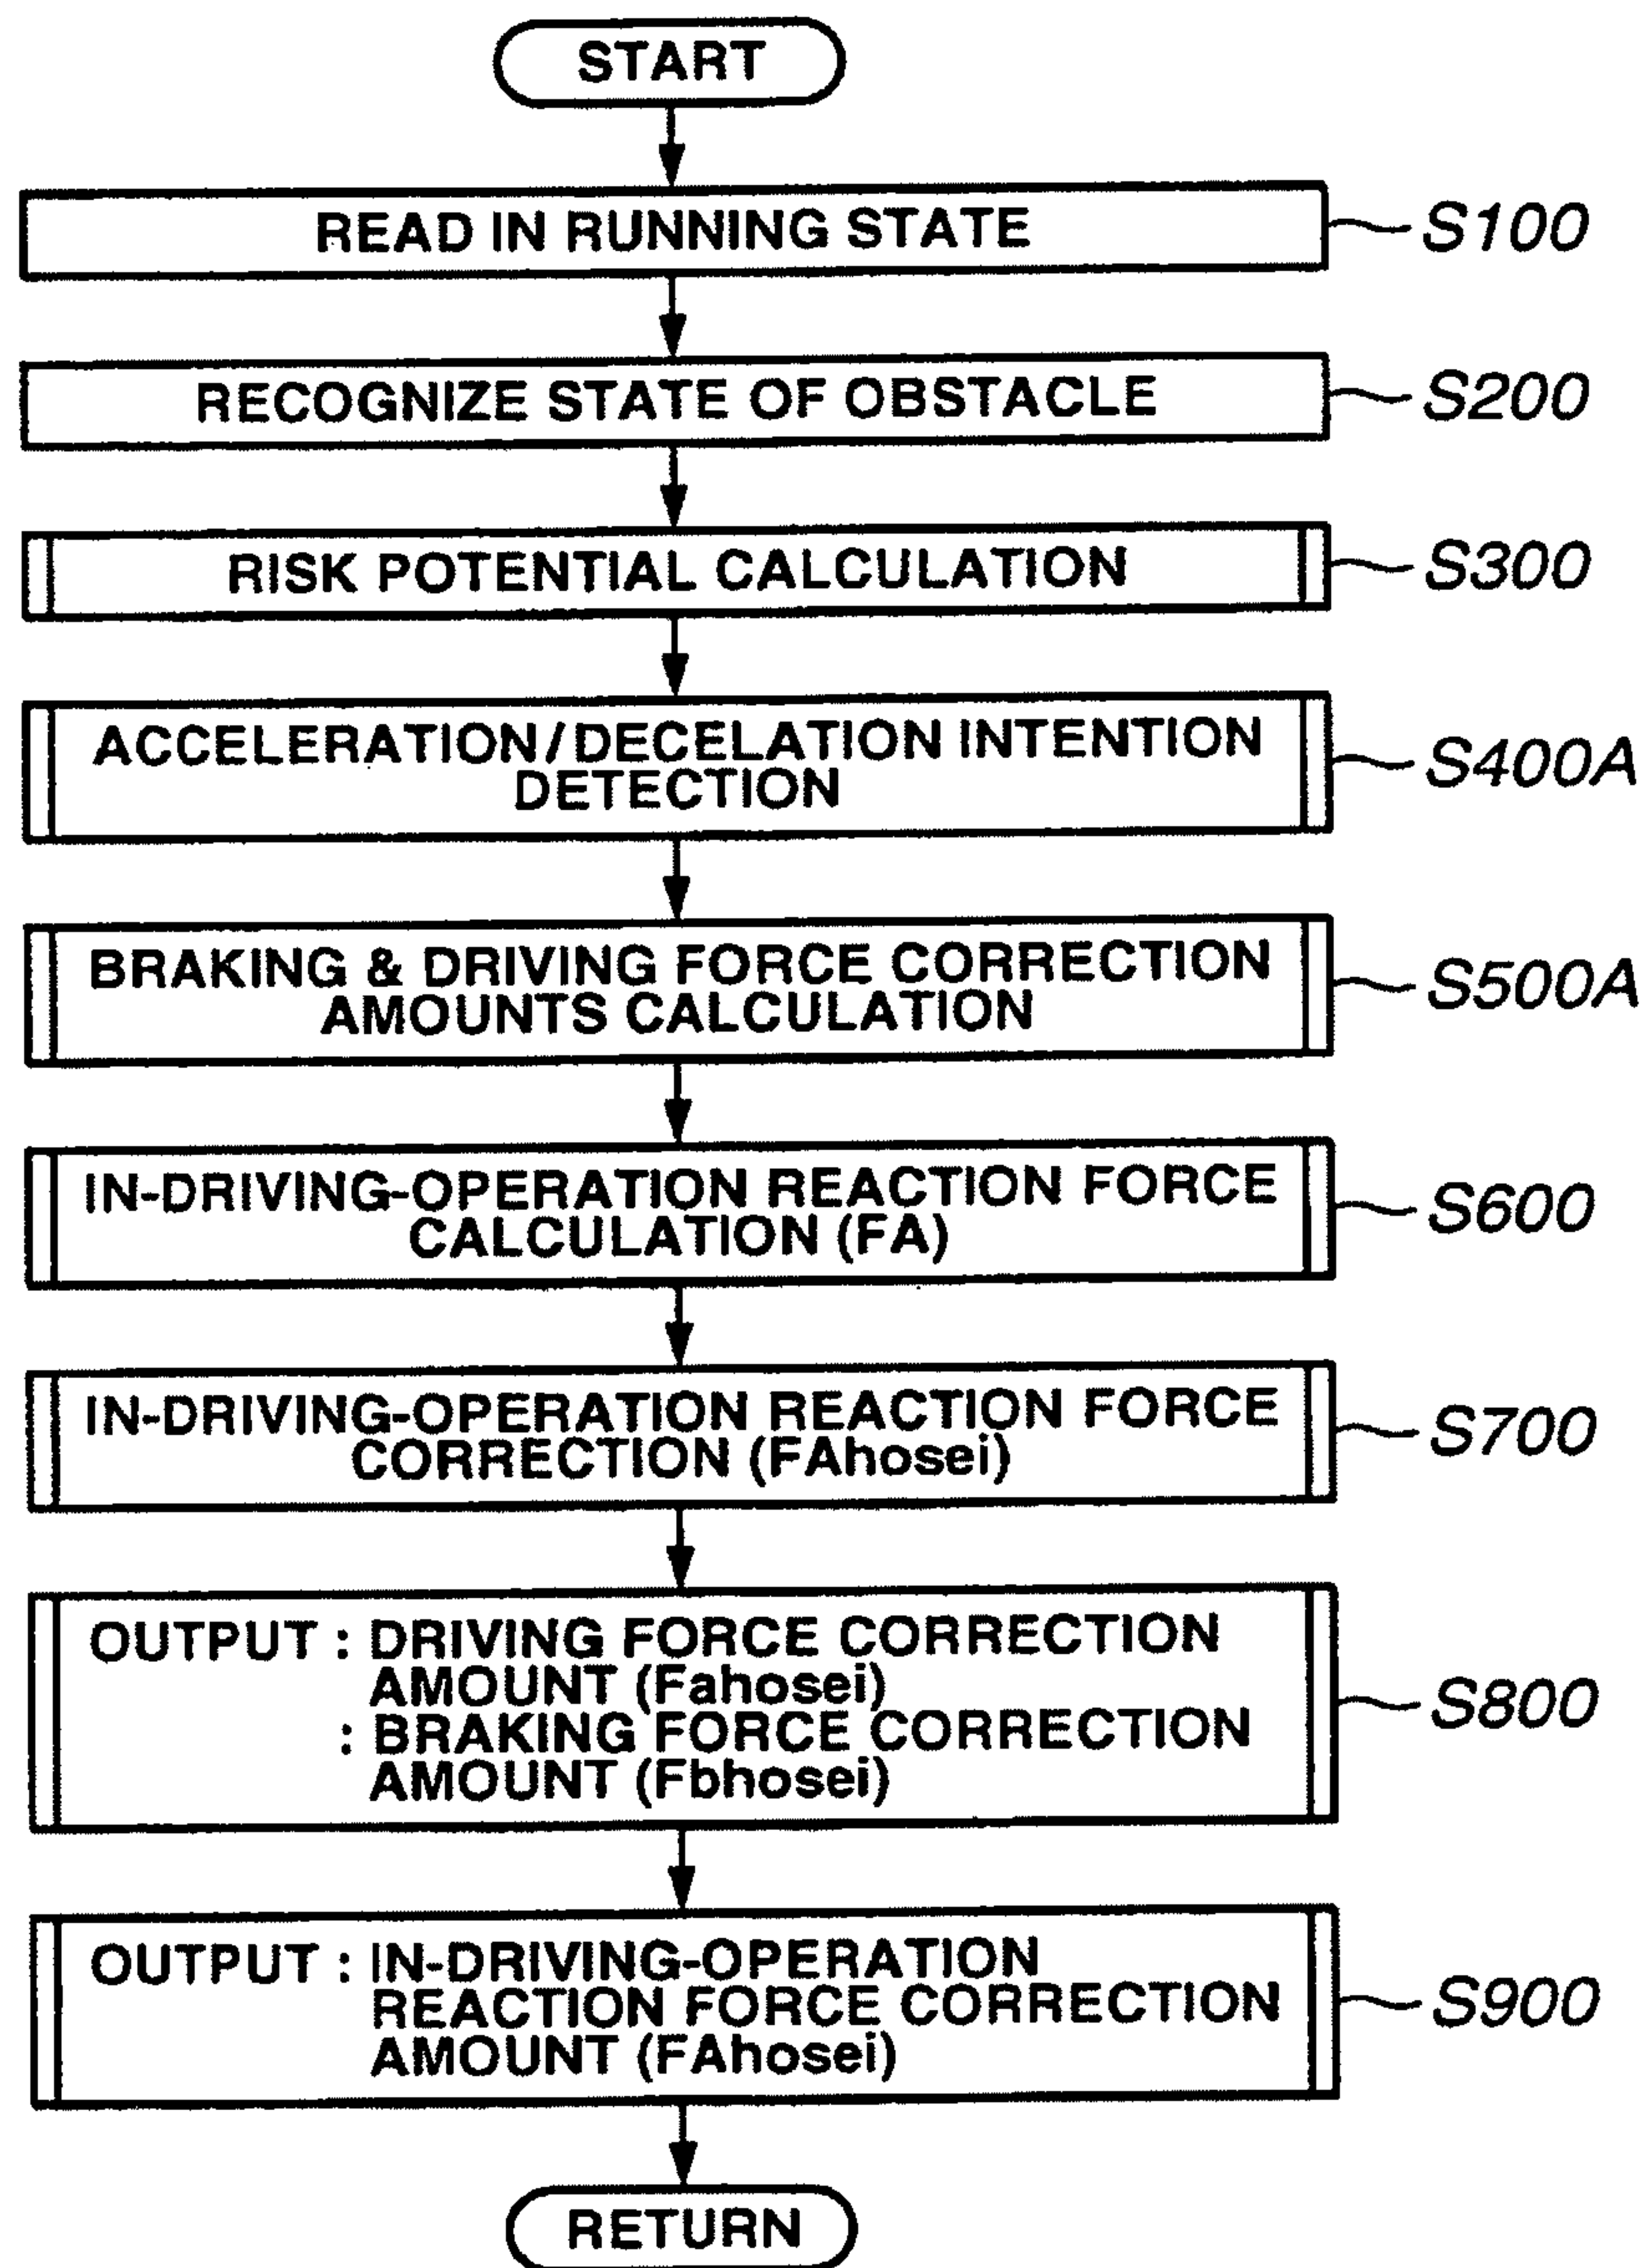 START
READ IN RUNNING STATE
S100
RECOGNIZE STATE OF OBSTACLE
S200
RISK POTENTIAL CALCULATION
S300
ACCELERATION/DECELATION INTENTION
DETECTION
S400A
BRAKING & DRIVING FORCE CORRECTION
AMOUNTS CALCULATION
S500A
IN-DRIVING-OPERATION REACTION FORCE
CALCULATION (FA)
S600
IN-DRIVING-OPERATION REACTION FORCE
CORRECTION (FAhosei)
S700
OUTPUT : DRIVING FORCE CORRECTION
AMOUNT (Fahosei)
: BRAKING FORCE CORRECTION
AMOUNT (Fbhosei)
S800
OUTPUT : IN-DRIVING-OPERATION
REACTION FORCE CORRECTION
AMOUNT (FAhosei)
S900
RETURN